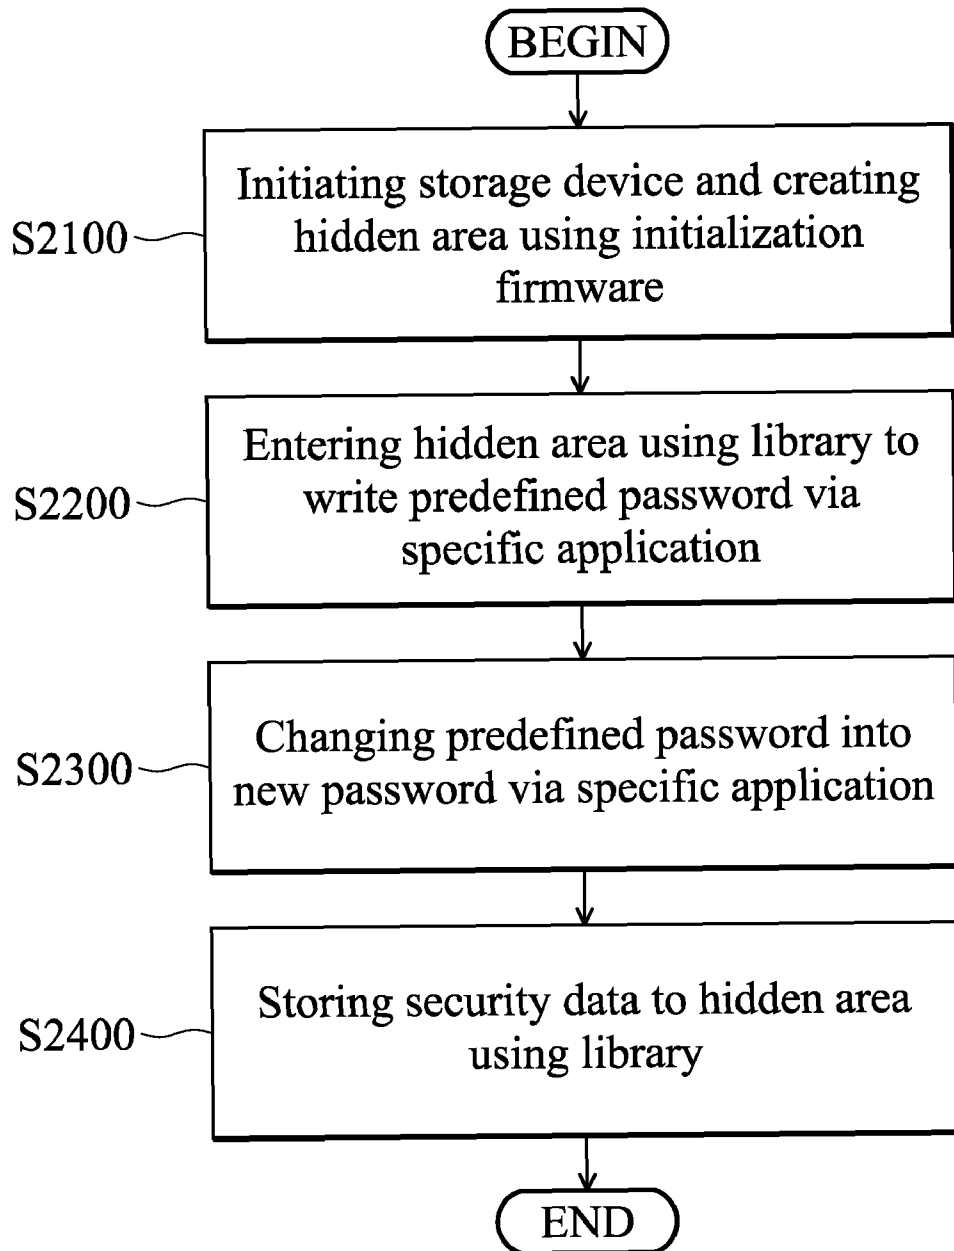 BEGIN
Initiating storage device and creating
hidden area using initialization
firmware
S2100
Entering hidden area using library to
write predefined password via
specific application
S2200
Changing predefined password into
new password via specific application
S2300
Storing security data to hidden area
using library
S2400
END